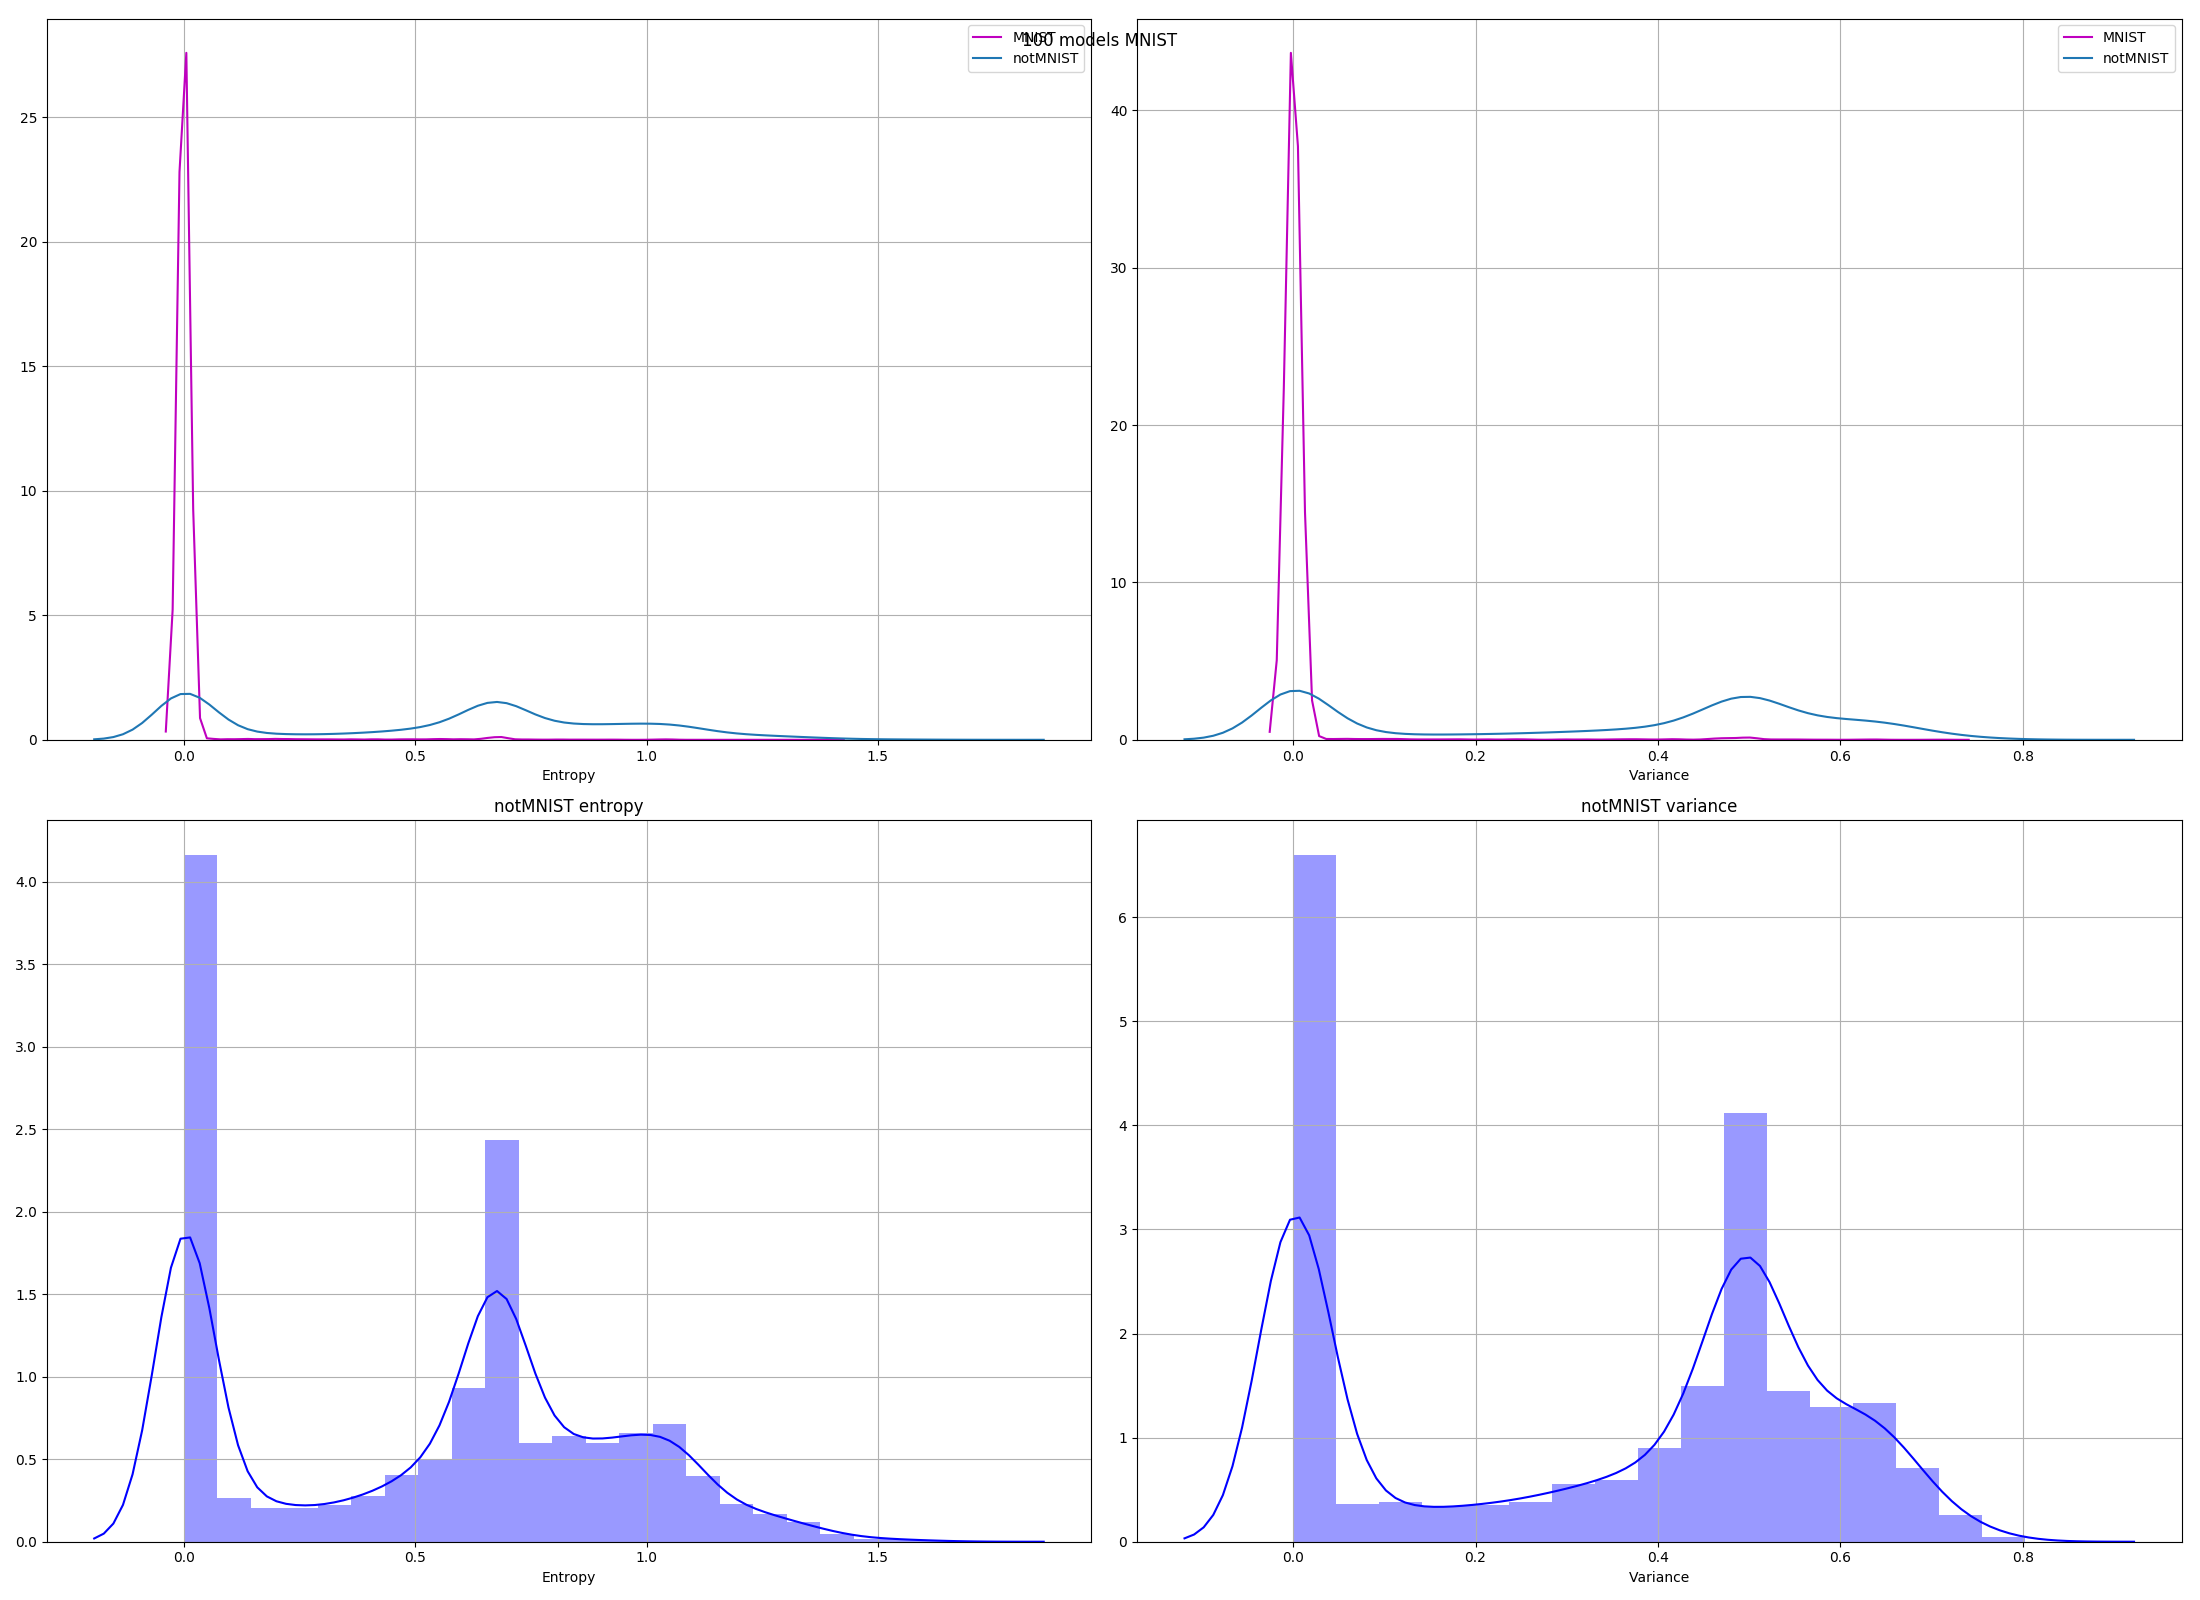 100 models MNIST
MNIST
notMNIST
25
20
15
10
5
0
0.0 0.5 1.0 1.5
Entropy
MNIST
notMNIST
40
30
20
10
0
0.0 0.2 0.4 0.6 0.8
Variance
notMNIST entropy
4.0
3.5
3.0
2.5
2.0
1.5
1.0
0.5
0.0
0.0 0.5 1.0 1.5
Entropy
notMNIST variance
6
5
4
3
2
1
0
0.0 0.2 0.4 0.6 0.8
Variance